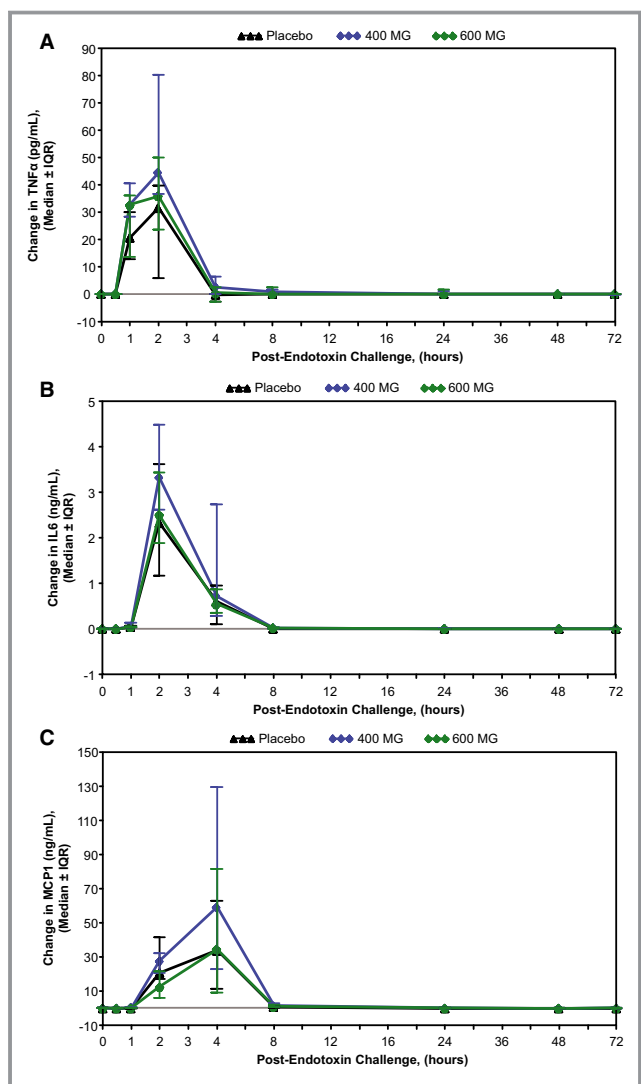 A
Placebo 400 MG 600 MG
Change in TNFα (pg/mL),
(Median ± IQR)
90
80
70
60
50
40
30
20
10
0
-10
0 1 2 3 4 8 12 16 24 36 48 72
Post-Endotoxin Challenge, (hours)
B
Placebo 400 MG 600 MG
Change in IL6 (ng/mL),
(Median ± IQR)
5
4
3
2
1
0
-1
0 1 2 3 4 8 12 16 24 36 48 72
Post-Endotoxin Challenge, (hours)
C
Placebo 400 MG 600 MG
Change in MCP1 (ng/mL),
(Median ± IQR)
150
130
110
90
70
50
30
10
-10
0 1 2 3 4 8 12 16 24 36 48 72
Post-Endotoxin Challenge, (hours)